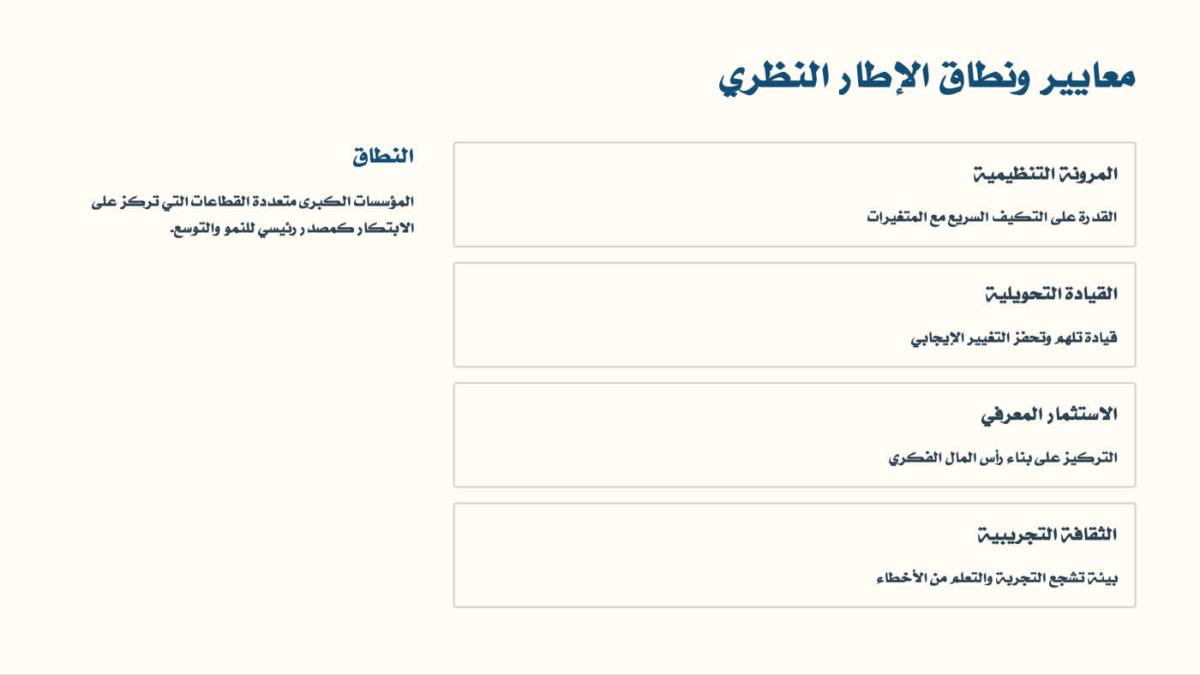 معايير ونطاق الإطار النظري
المرونة التنظيمية
القدرة على التكيف السريع مع المتغيرات
القيادة التحويلية
قيادة تلهم وتحفز التغيير الإيجابي
الاستثمار المعرفي
التركيز على بناء رأس المال الفكري
الثقافة التجريبية
بيئة تشجع التجربة والتعلم من الأخطاء
النطاق
المؤسسات الكبرى متعددة القطاعات التي تركز على
الابتكار كمصدر رئيسي للنمو والتوسع.